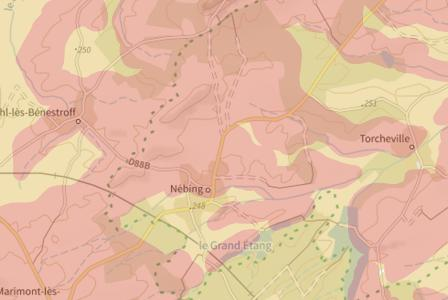 250
hl-lès-Bénestroff
253
Torcheville
D88B
Nébing
248
le Grand Étang
Marimont-lès-